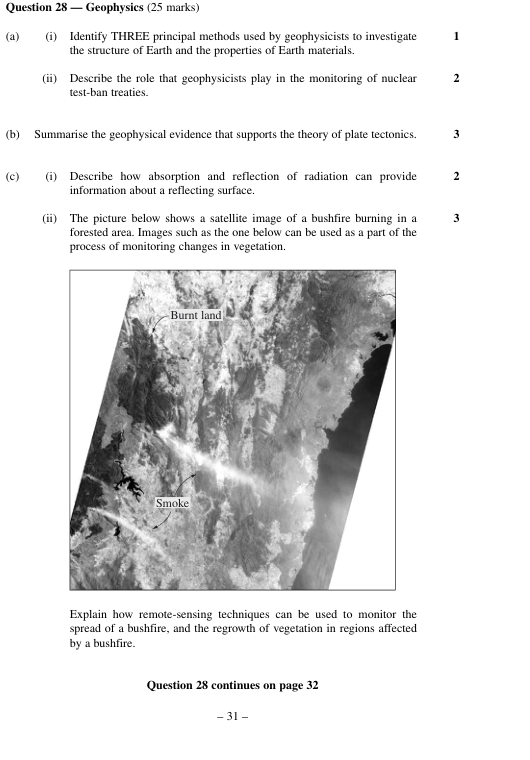 Question 28 — Geophysics (25 marks)
(a) (i) Identify THREE principal methods used by geophysicists to investigate 1
the structure of Earth and the properties of Earth materials.
(ii) Describe the role that geophysicists play in the monitoring of nuclear 2
test-ban treaties.
(b) Summarise the geophysical evidence that supports the theory of plate tectonics. 3
(c) (i) Describe how absorption and reflection of radiation can provide 2
information about a reflecting surface.
(ii) The picture below shows a satellite image of a bushfire burning in a 3
forested area. Images such as the one below can be used as a part of the
process of monitoring changes in vegetation.
Burnt land
Smoke
Explain how remote-sensing techniques can be used to monitor the
spread of a bushfire, and the regrowth of vegetation in regions affected
by a bushfire.
Question 28 continues on page 32
– 31 –